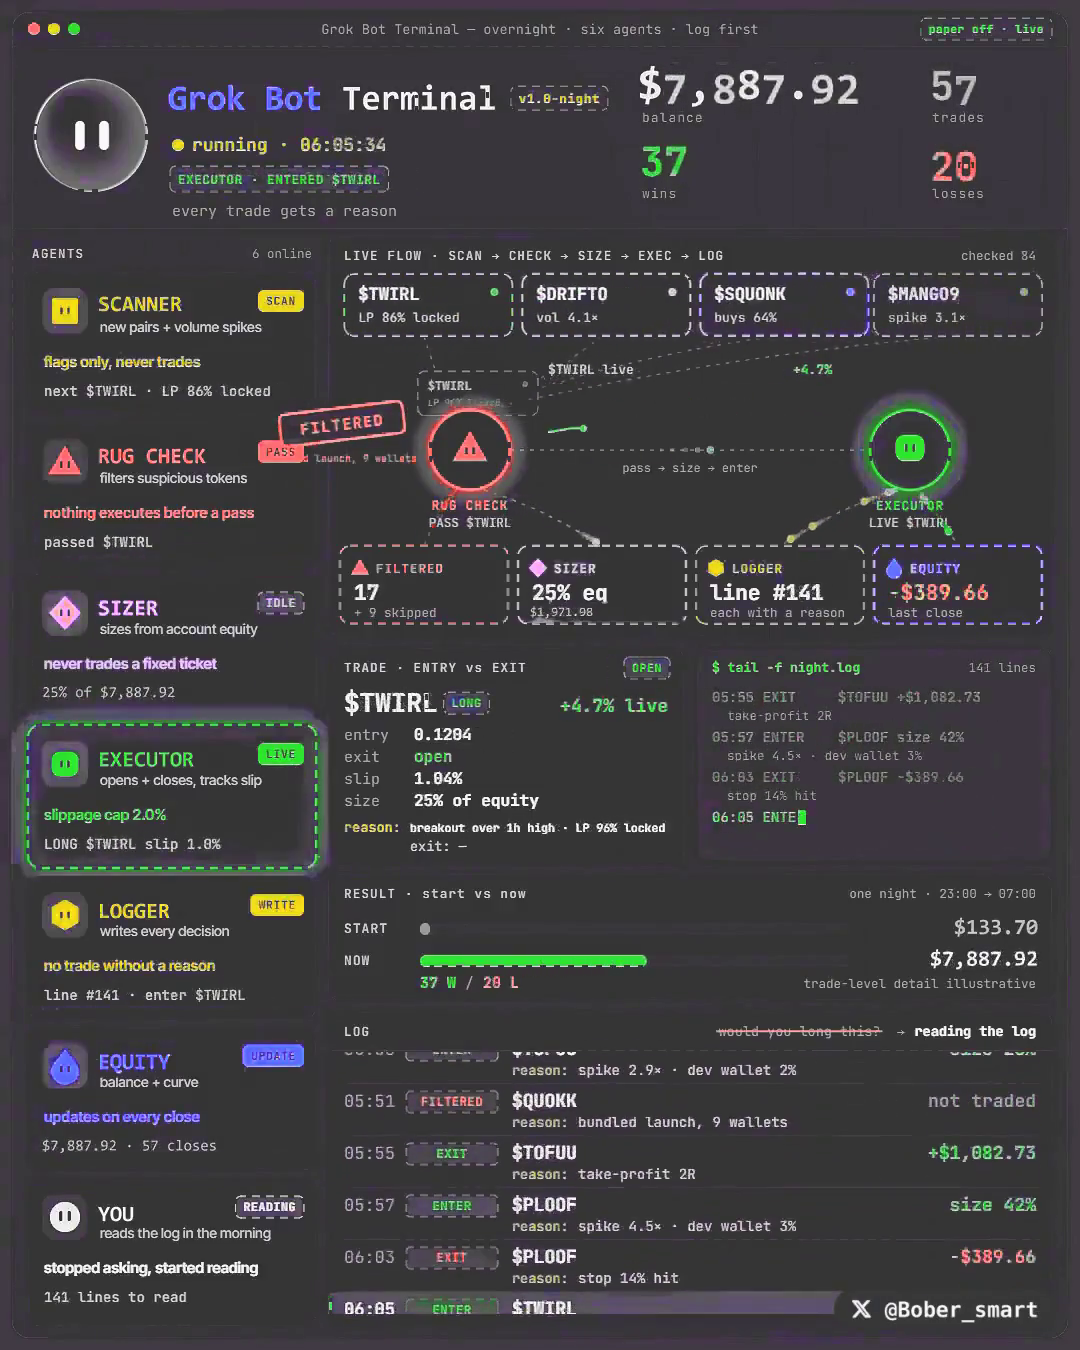 Grok Bot Terminal — overnight · six agents · log first
paper off · live
Grok Bot Terminal
v1.0-night
running · 06:05:34
EXECUTOR · ENTERED $TWIRL
every trade gets a reason
$7,887.92
balance
57
trades
37
wins
20
losses
AGENTS
6 online
SCANNER
SCAN
new pairs + volume spikes
flags only, never trades
next $TWIRL · LP 86% locked
RUG CHECK
PASS
filters suspicious tokens
nothing executes before a pass
passed $TWIRL
SIZER
IDLE
sizes from account equity
never trades a fixed ticket
25% of $7,887.92
EXECUTOR
LIVE
opens + closes, tracks slip
slippage cap 2.0%
LONG $TWIRL slip 1.0%
LOGGER
WRITE
writes every decision
no trade without a reason
line #141 · enter $TWIRL
EQUITY
UPDATE
balance + curve
updates on every close
$7,887.92 · 57 closes
YOU
READING
reads the log in the morning
stopped asking, started reading
141 lines to read
LIVE FLOW · SCAN → CHECK → SIZE → EXEC → LOG
checked 84
$TWIRL
LP 86% locked
$DRIFTO
vol 4.1×
$SQUONK
buys 64%
$MANGO9
spike 3.1×
$TWIRL
$TWIRL live
+4.7%
FILTERED
launch, 9 wallets
pass → size → enter
RUG CHECK
PASS $TWIRL
EXECUTOR
LIVE $TWIRL
FILTERED
17
+ 9 skipped
SIZER
25% eq
$1,971.98
LOGGER
line #141
each with a reason
EQUITY
-$389.66
last close
TRADE · ENTRY vs EXIT
OPEN
$TWIRL
LONG
+4.7% live
entry 0.1204
exit open
slip 1.04%
size 25% of equity
reason: breakout over 1h high · LP 96% locked
exit: —
$ tail -f night.log
141 lines
05:55 EXIT $TOFUU +$1,082.73
take-profit 2R
05:57 ENTER $PLOOF size 42%
spike 4.5× · dev wallet 3%
06:03 EXIT $PLOOF -$389.66
stop 14% hit
06:05 ENTE
RESULT · start vs now
one night · 23:00 → 07:00
START
$133.70
NOW
$7,887.92
37 W / 20 L
trade-level detail illustrative
LOG
would you long this? → reading the log
reason: spike 2.9× · dev wallet 2%
05:51 FILTERED $QUOKK not traded
reason: bundled launch, 9 wallets
05:55 EXIT $TOFUU +$1,082.73
reason: take-profit 2R
05:57 ENTER $PLOOF size 42%
reason: spike 4.5× · dev wallet 3%
06:03 EXIT $PLOOF -$389.66
reason: stop 14% hit
06:05 ENTER $TWIRL
X @Bober_smart